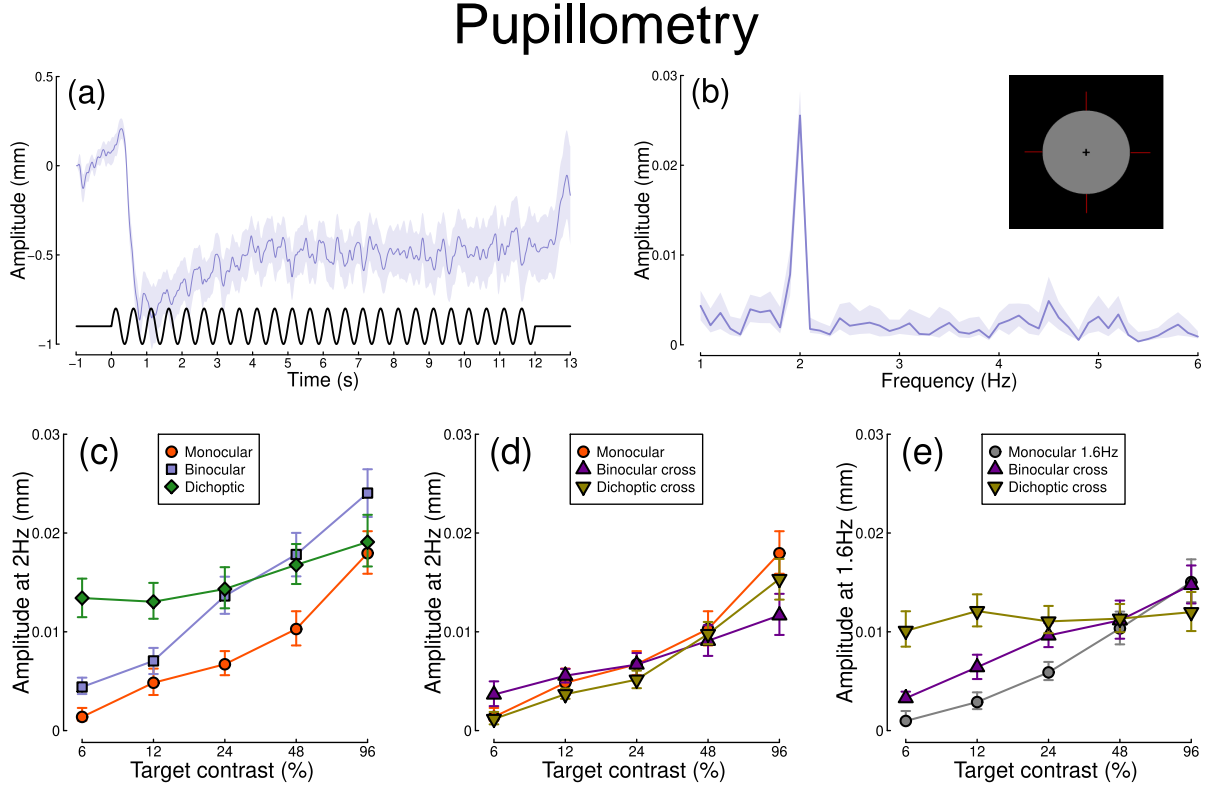 Pupillometry
(a)
Amplitude (mm)
0.5
0
−0.5
−1
−1 0 1 2 3 4 5 6 7 8 9 10 11 12 13
Time (s)
(b)
Amplitude (mm)
0.03
0.02
0.01
0
1 2 3 4 5 6
Frequency (Hz)
(c)
Monocular
Binocular
Dichoptic
Amplitude at 2Hz (mm)
0.03
0.02
0.01
0
6 12 24 48 96
Target contrast (%)
(d)
Monocular
Binocular cross
Dichoptic cross
Amplitude at 2Hz (mm)
0.03
0.02
0.01
0
6 12 24 48 96
Target contrast (%)
(e)
Monocular 1.6Hz
Binocular cross
Dichoptic cross
Amplitude at 1.6Hz (mm)
0.03
0.02
0.01
0
6 12 24 48 96
Target contrast (%)